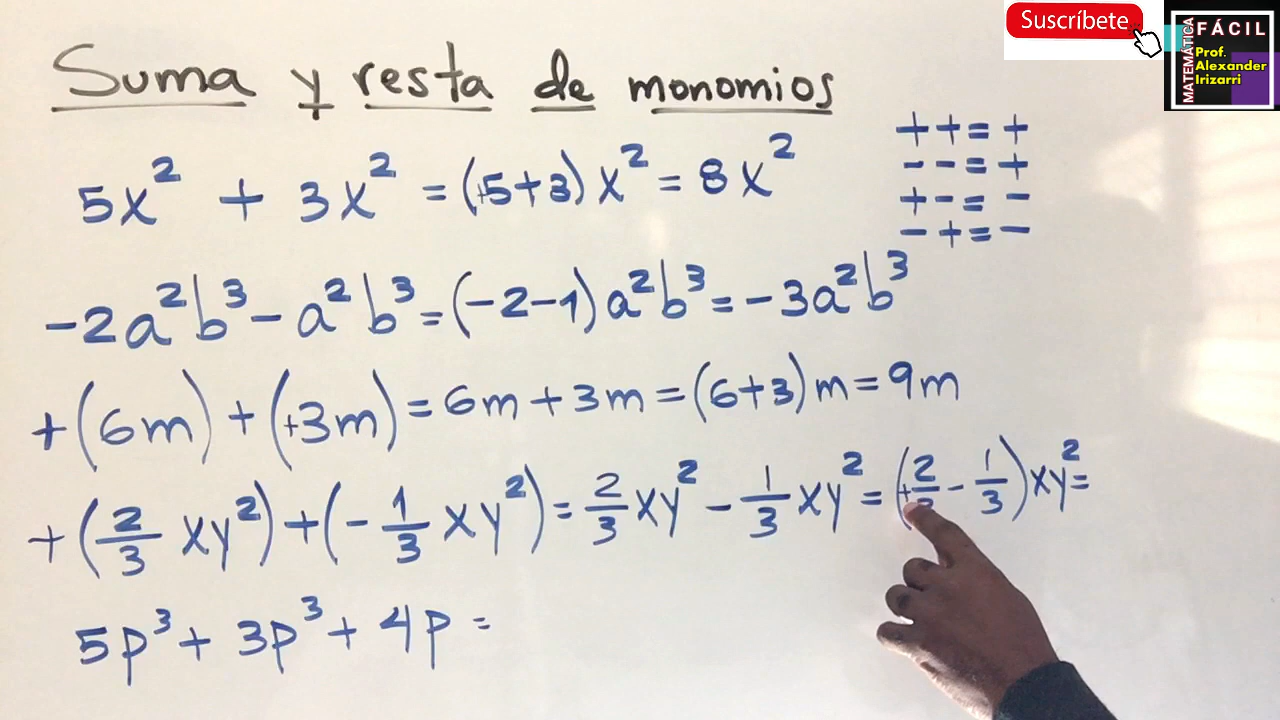 Suscríbete
MATEMÁTICA
FÁCIL
Prof.
Alexander
Irizarri
Suma y resta de monomios
++=+
--=+
+-=-
-+=-
5x² + 3x² = (+5+3)x² = 8x²
-2a²b³ - a²b³ = (-2-1)a²b³ = -3a²b³
+(6m) + (+3m) = 6m + 3m = (6+3)m = 9m
+(2/3 xy²) + (-1/3 xy²) = 2/3 xy² - 1/3 xy² = (+2/3 - 1/3)xy² =
5p³ + 3p³ + 4p =